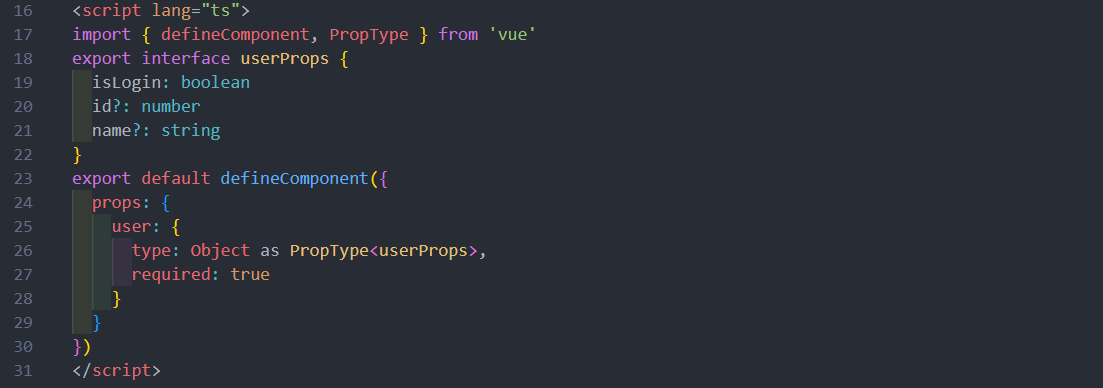 16 <script lang="ts">
17 import { defineComponent, PropType } from 'vue'
18 export interface userProps {
19   isLogin: boolean
20   id?: number
21   name?: string
22 }
23 export default defineComponent({
24   props: {
25     user: {
26       type: Object as PropType<userProps>,
27       required: true
28     }
29   }
30 })
31 </script>